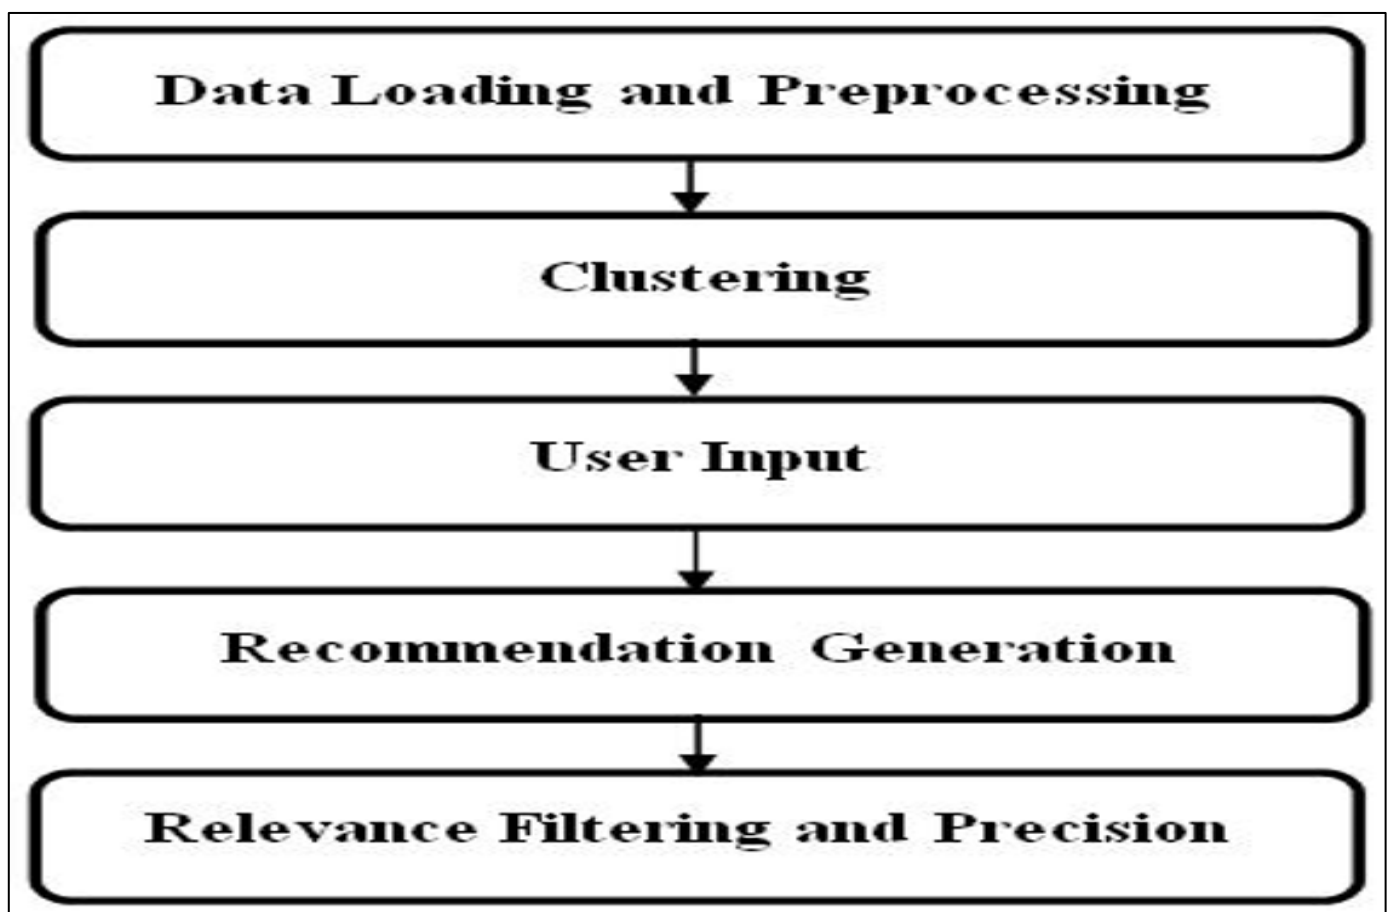 Data Loading and Preprocessing
Clustering
User Input
Recommendation Generation
Relevance Filtering and Precision